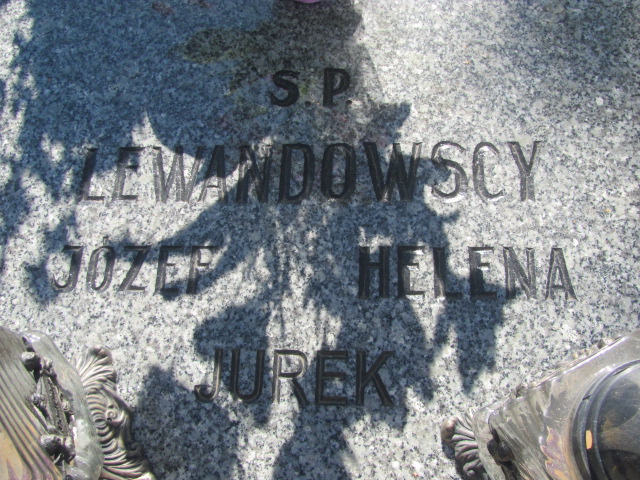 S.P.
LEWANDOWSCY
JÓZEF HELENA
JUREK